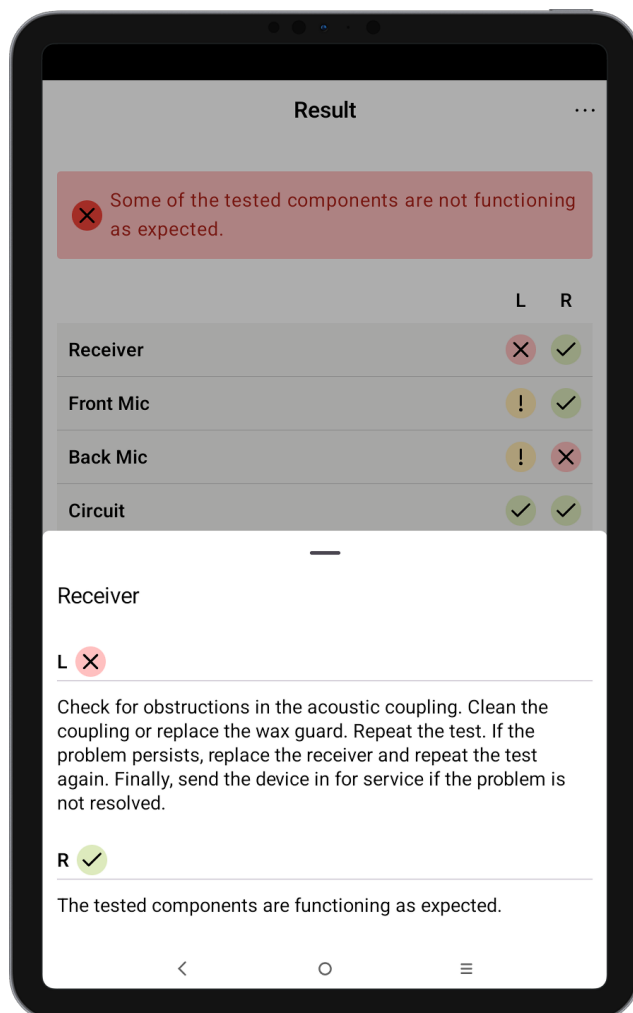 Result
Some of the tested components are not functioning
as expected.
L R
Receiver
Front Mic
Back Mic
Circuit
Receiver
L
Check for obstructions in the acoustic coupling. Clean the
coupling or replace the wax guard. Repeat the test. If the
problem persists, replace the receiver and repeat the test
again. Finally, send the device in for service if the problem is
not resolved.
R
The tested components are functioning as expected.